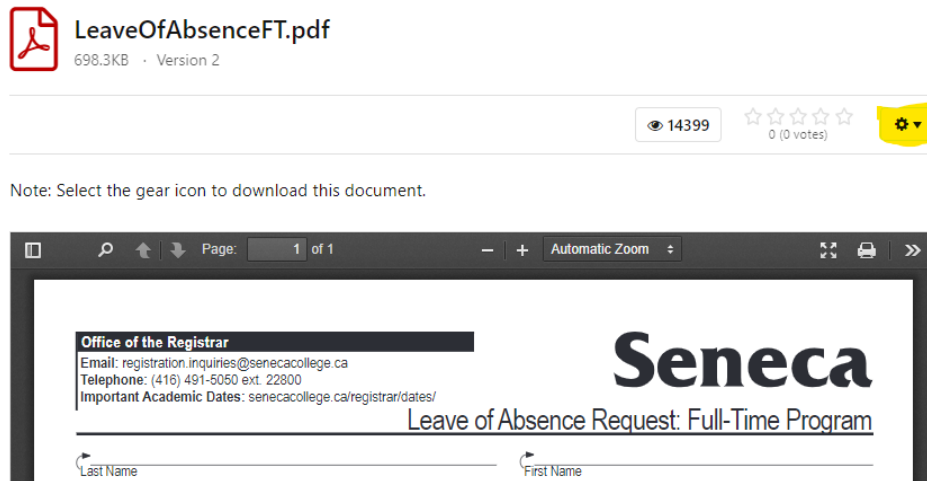 LeaveOfAbsenceFT.pdf
698.3KB · Version 2
14399
0 (0 votes)
Note: Select the gear icon to download this document.
Page: 1 of 1
Automatic Zoom
Office of the Registrar
Email: registration.inquiries@senecacollege.ca
Telephone: (416) 491-5050 ext. 22800
Important Academic Dates: senecacollege.ca/registrar/dates/
Seneca
Leave of Absence Request: Full-Time Program
Last Name
First Name